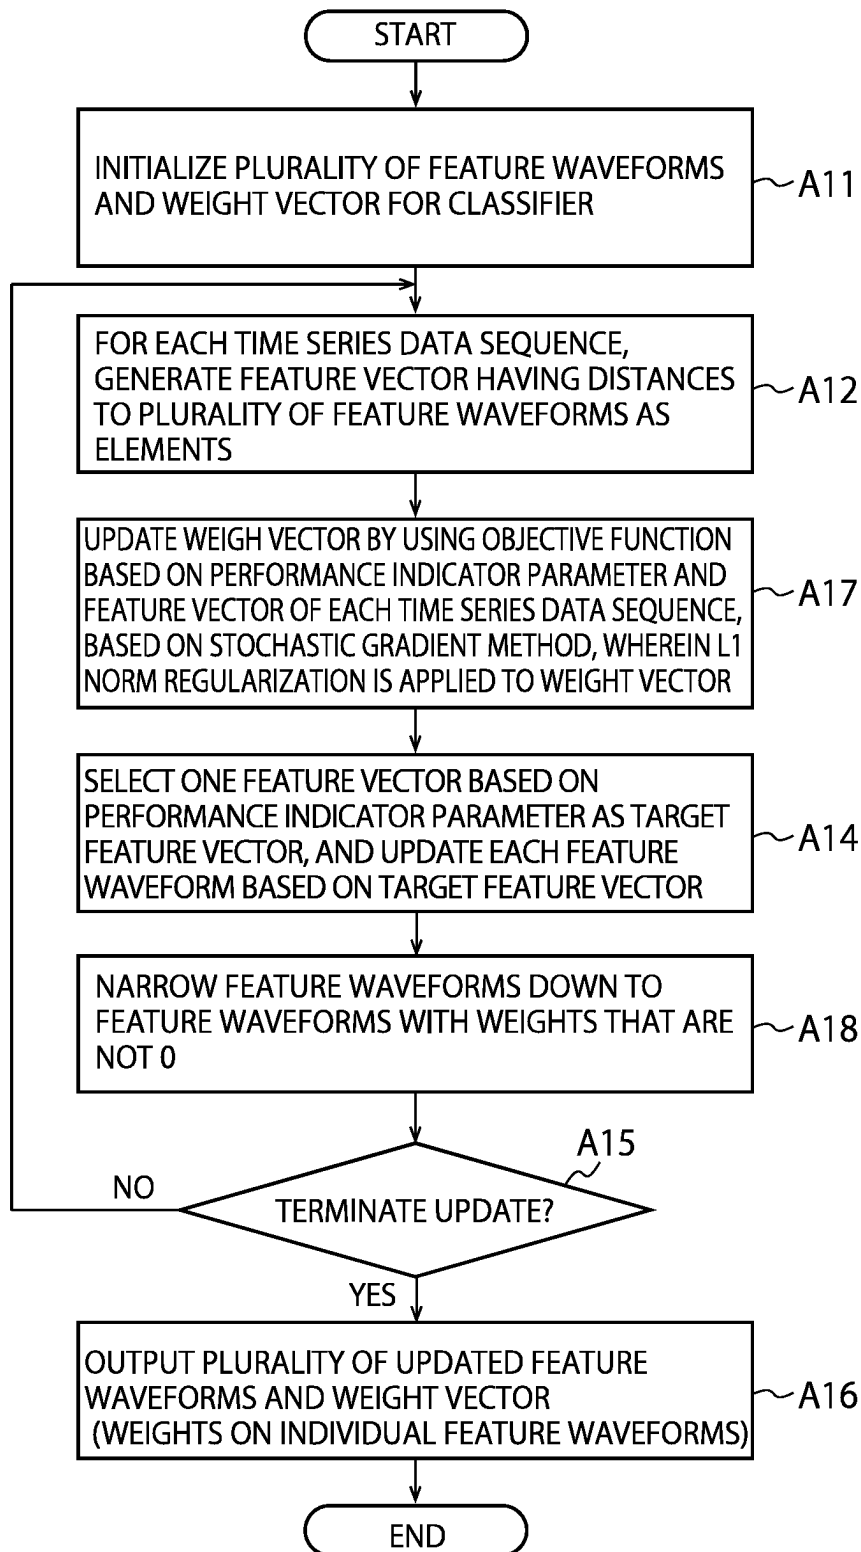 START
INITIALIZE PLURALITY OF FEATURE WAVEFORMS
AND WEIGHT VECTOR FOR CLASSIFIER
A11
FOR EACH TIME SERIES DATA SEQUENCE,
GENERATE FEATURE VECTOR HAVING DISTANCES
TO PLURALITY OF FEATURE WAVEFORMS AS
ELEMENTS
A12
UPDATE WEIGH VECTOR BY USING OBJECTIVE FUNCTION
BASED ON PERFORMANCE INDICATOR PARAMETER AND
FEATURE VECTOR OF EACH TIME SERIES DATA SEQUENCE,
BASED ON STOCHASTIC GRADIENT METHOD, WHEREIN L1
NORM REGULARIZATION IS APPLIED TO WEIGHT VECTOR
A17
SELECT ONE FEATURE VECTOR BASED ON
PERFORMANCE INDICATOR PARAMETER AS TARGET
FEATURE VECTOR, AND UPDATE EACH FEATURE
WAVEFORM BASED ON TARGET FEATURE VECTOR
A14
NARROW FEATURE WAVEFORMS DOWN TO
FEATURE WAVEFORMS WITH WEIGHTS THAT ARE
NOT 0
A18
A15
NO
TERMINATE UPDATE?
YES
OUTPUT PLURALITY OF UPDATED FEATURE
WAVEFORMS AND WEIGHT VECTOR
(WEIGHTS ON INDIVIDUAL FEATURE WAVEFORMS)
A16
END